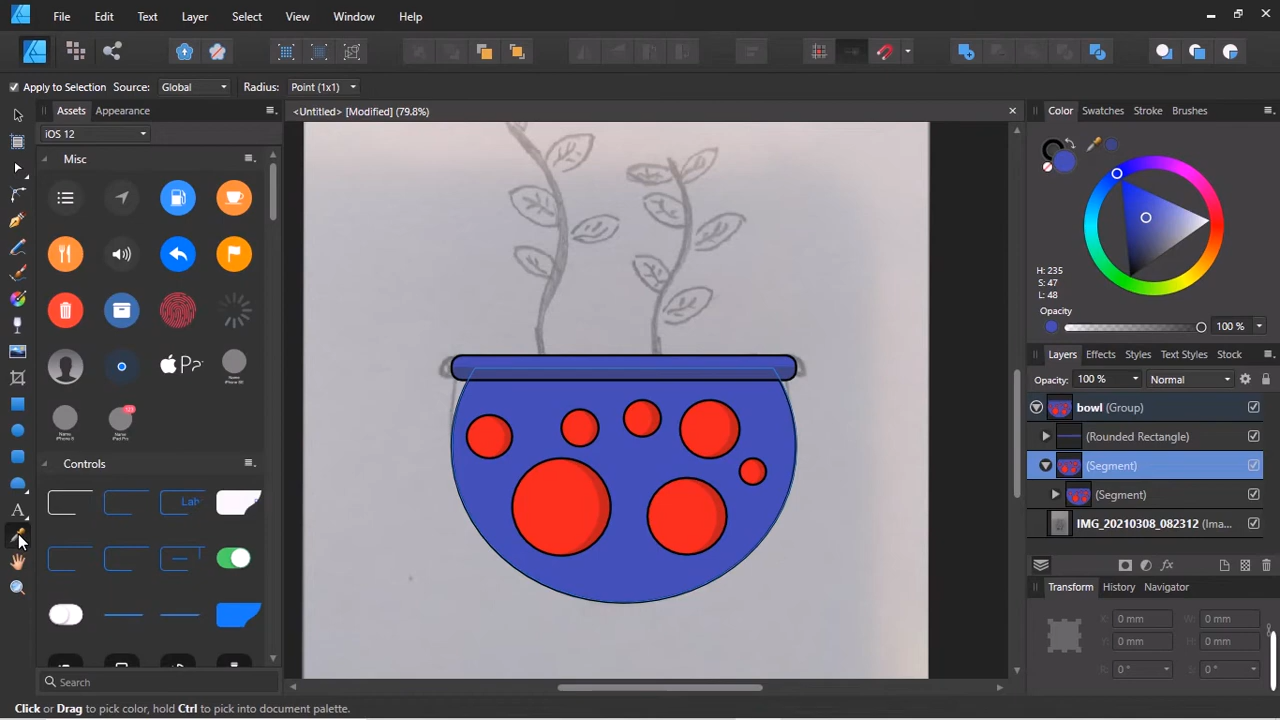 File Edit Text Layer Select View Window Help
Apply to Selection Source: Global Radius: Point (1x1)
Assets Appearance
<Untitled> [Modified] (79.8%)
Color Swatches Stroke Brushes
iOS 12
Misc
H: 235
S: 47
L: 48
Opacity
100 %
Layers Effects Styles Text Styles Stock
Opacity: 100 % Normal
bowl (Group)
(Rounded Rectangle)
(Segment)
(Segment)
IMG_20210308_082312 (Ima...
Controls
Transform History Navigator
X: 0 mm W: 0 mm
Y: 0 mm H: 0 mm
R: 0 ° S: 0 °
Search
Click or Drag to pick color, hold Ctrl to pick into document palette.